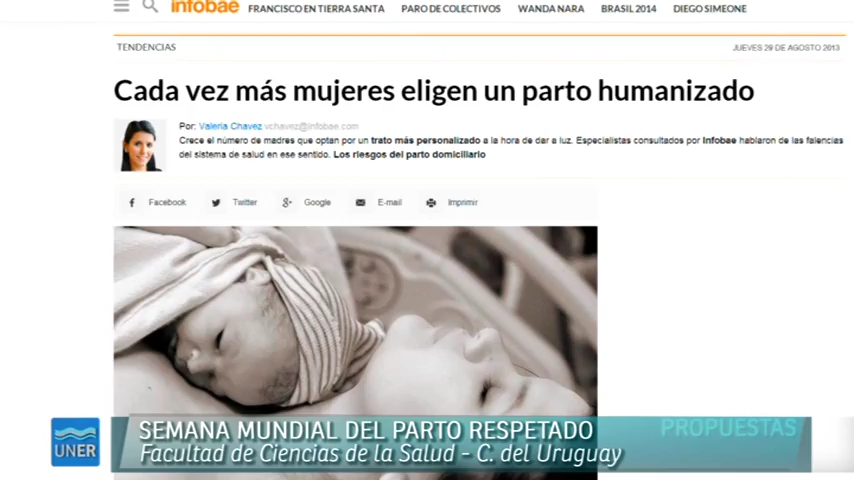 infobae FRANCISCO EN TIERRA SANTA PARO DE COLECTIVOS WANDA NARA BRASIL 2014 DIEGO SIMEONE
TENDENCIAS JUEVES 29 DE AGOSTO 2013
Cada vez más mujeres eligen un parto humanizado
Por: Valeria Chavez vchavez@infobae.com
Crece el número de madres que optan por un trato más personalizado a la hora de dar a luz. Especialistas consultados por Infobae hablaron de las falencias
del sistema de salud en ese sentido. Los riesgos del parto domiciliario
Facebook Twitter Google E-mail Imprimir
SEMANA MUNDIAL DEL PARTO RESPETADO PROPUESTAS
Facultad de Ciencias de la Salud - C. del Uruguay
UNER